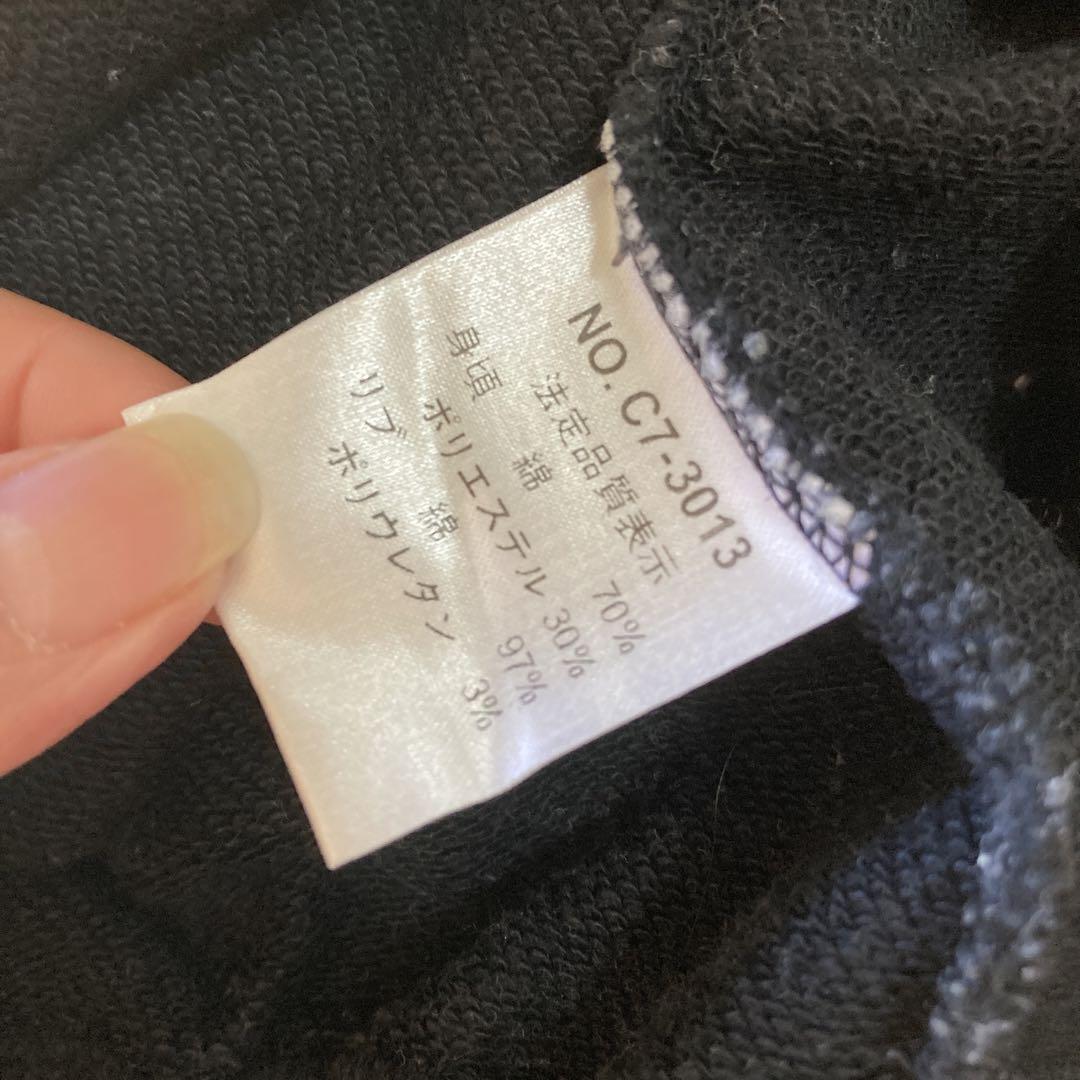 NO. C7-3013
法定品質表示
身頃 綿 70%
ポリエステル 30%
リブ 綿 97%
ポリウレタン 3%